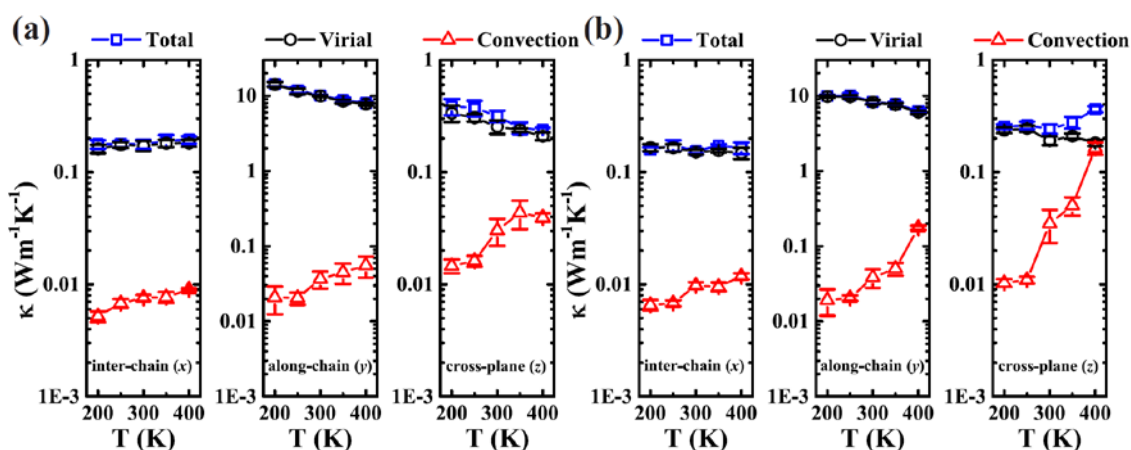 (a) Total Virial Convection (b) Total Virial Convection
1 1 1 1
10 10
0.1 0.1 0.1 0.1
1 1
κ (Wm⁻¹K⁻¹) κ (Wm⁻¹K⁻¹)
0.1 0.1
0.01 0.01 0.01 0.01
0.01 0.01
inter-chain (x) along-chain (y) cross-plane (z) inter-chain (x) along-chain (y) cross-plane (z)
1E-3 1E-3 1E-3 1E-3
200 300 400 200 300 400 200 300 400 200 300 400 200 300 400 200 300 400
T (K) T (K) T (K) T (K) T (K) T (K)